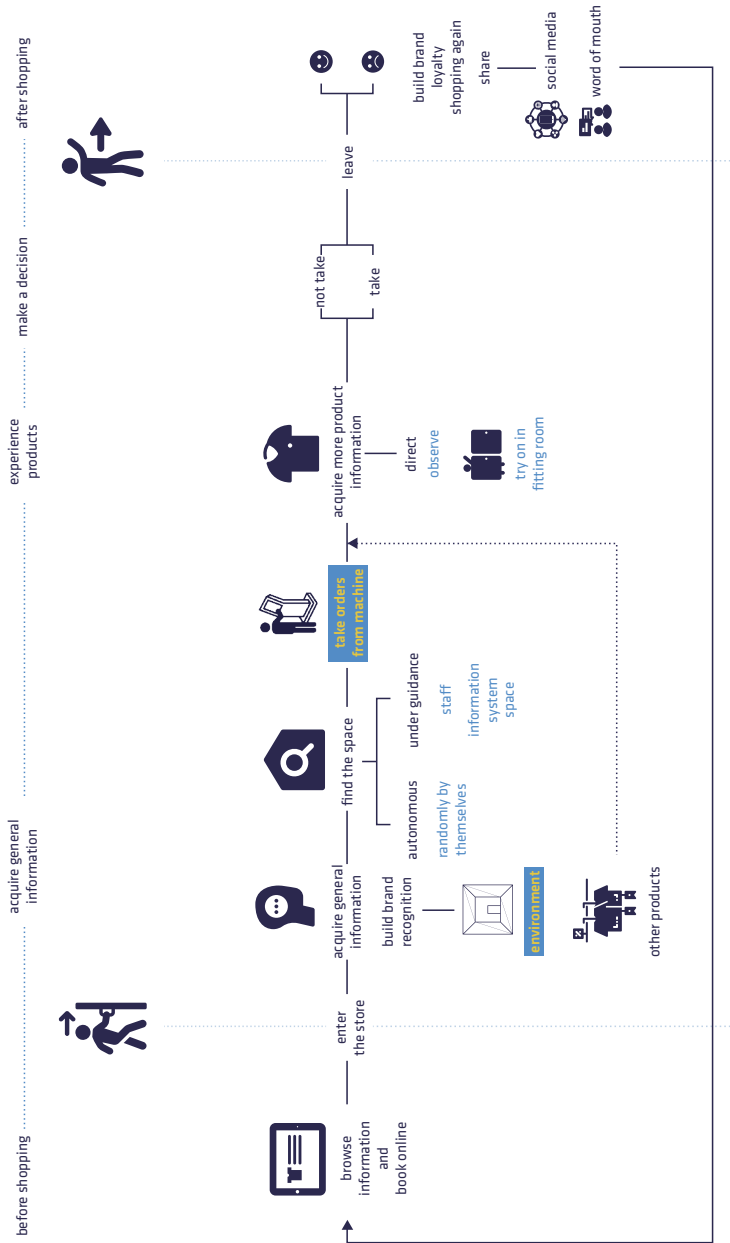 before shopping
acquire general
information
experience
products
make a decision
after shopping
browse
information
and
book online
enter
the store
acquire general
information
build brand
recognition
environment
other products
find the space
autonomous
randomly by
themselves
under guidance
staff
information
system
space
take orders
from machine
acquire more product
information
direct
observe
try on in
fitting room
not take
take
leave
build brand
loyalty
shopping again
share
social media
word of mouth